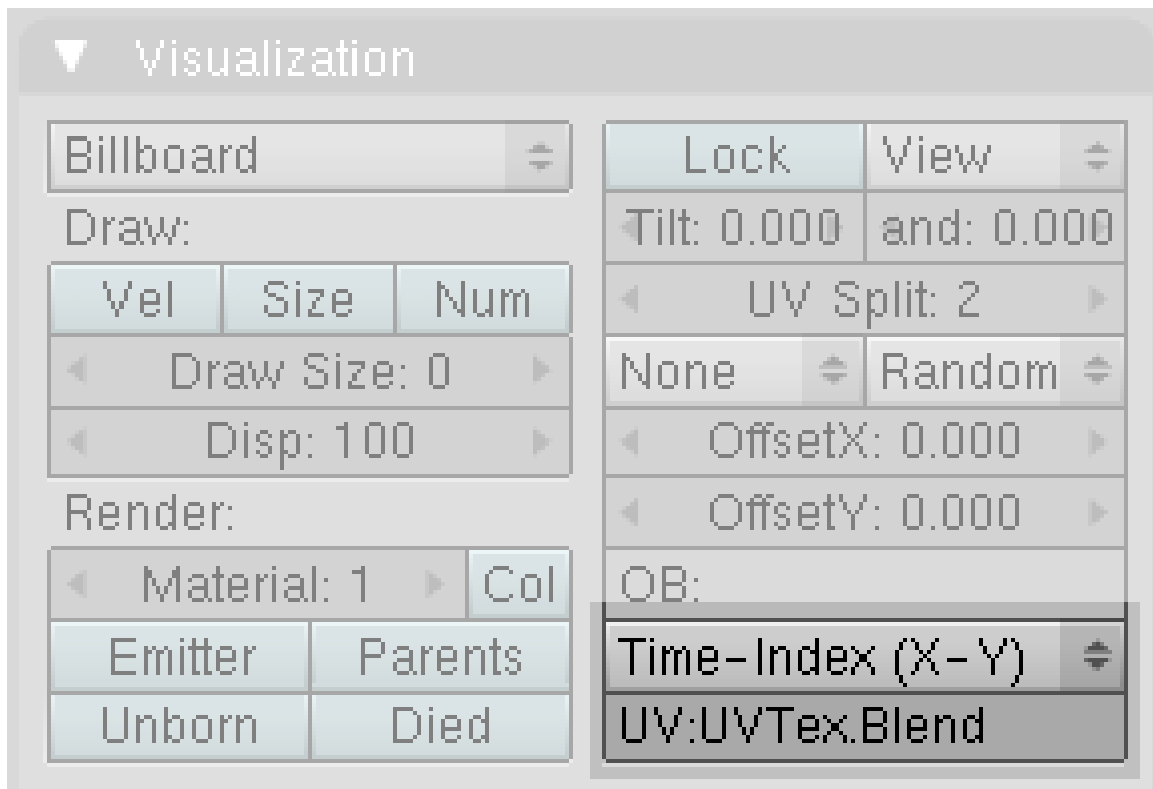 Visualization
Billboard
Draw:
Vel Size Num
Draw Size: 0
Disp: 100
Render:
Material: 1 Col
Emitter Parents
Unborn Died
Lock View
Tilt: 0.000 and: 0.000
UV Split: 2
None Random
OffsetX: 0.000
OffsetY: 0.000
OB:
Time-Index (X-Y)
UV:UVTex.Blend